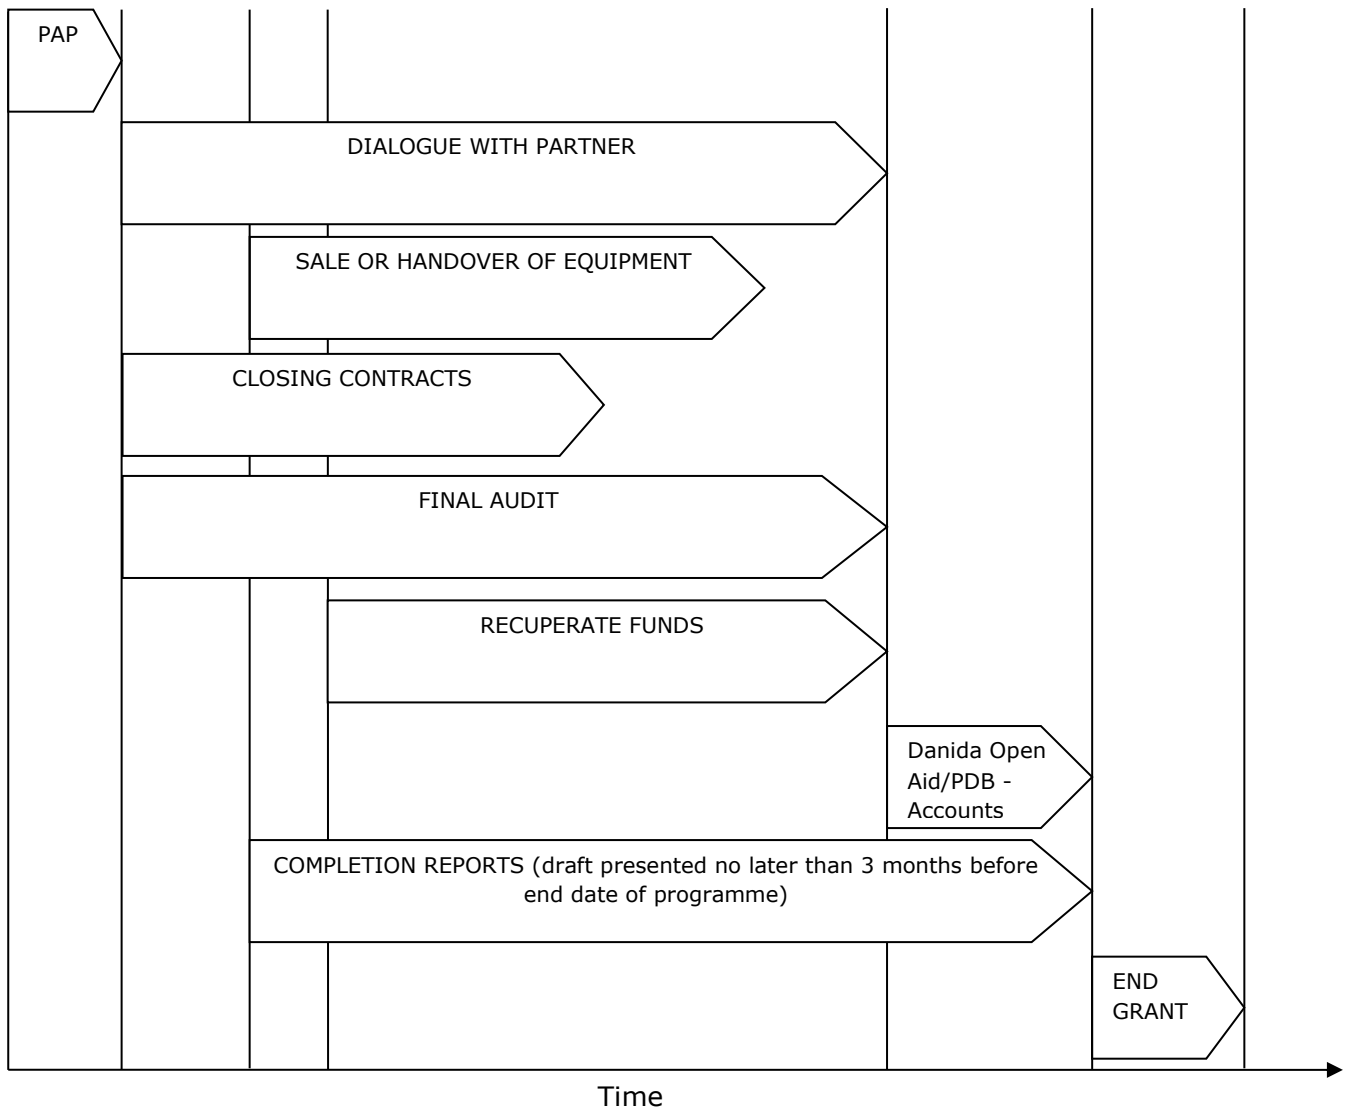 PAP
DIALOGUE WITH PARTNER
SALE OR HANDOVER OF EQUIPMENT
CLOSING CONTRACTS
FINAL AUDIT
RECUPERATE FUNDS
Danida Open
Aid/PDB -
Accounts
COMPLETION REPORTS (draft presented no later than 3 months before
end date of programme)
END
GRANT
Time